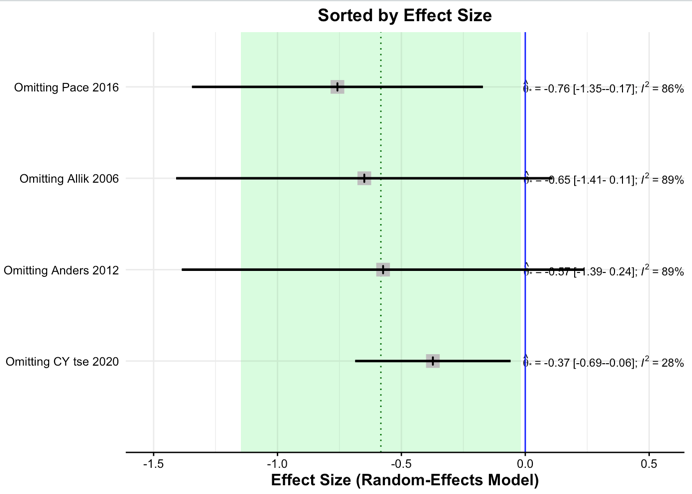 Sorted by Effect Size
Omitting Pace 2016 θ̂* = -0.76 [-1.35--0.17]; I² = 86%
Omitting Allik 2006 θ̂* = -0.65 [-1.41- 0.11]; I² = 89%
Omitting Anders 2012 θ̂* = -0.57 [-1.39- 0.24]; I² = 89%
Omitting CY tse 2020 θ̂* = -0.37 [-0.69--0.06]; I² = 28%
-1.5 -1.0 -0.5 0.0 0.5
Effect Size (Random-Effects Model)